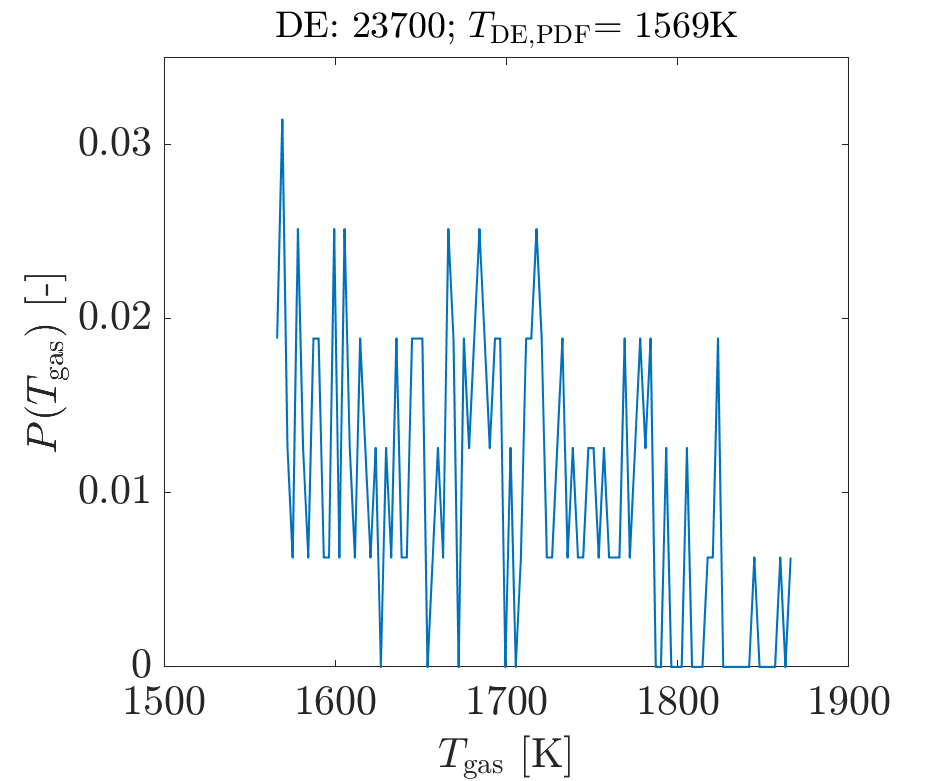 DE: 23700; T_DE,PDF= 1569K
0.03
0.02
0.01
0
P(T_gas) [-]
1500 1600 1700 1800 1900
T_gas [K]